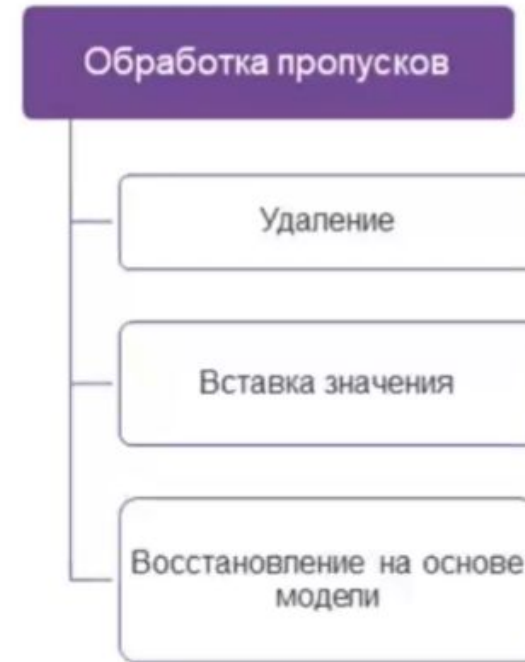 Обработка пропусков
Удаление
Вставка значения
Восстановление на основе
модели